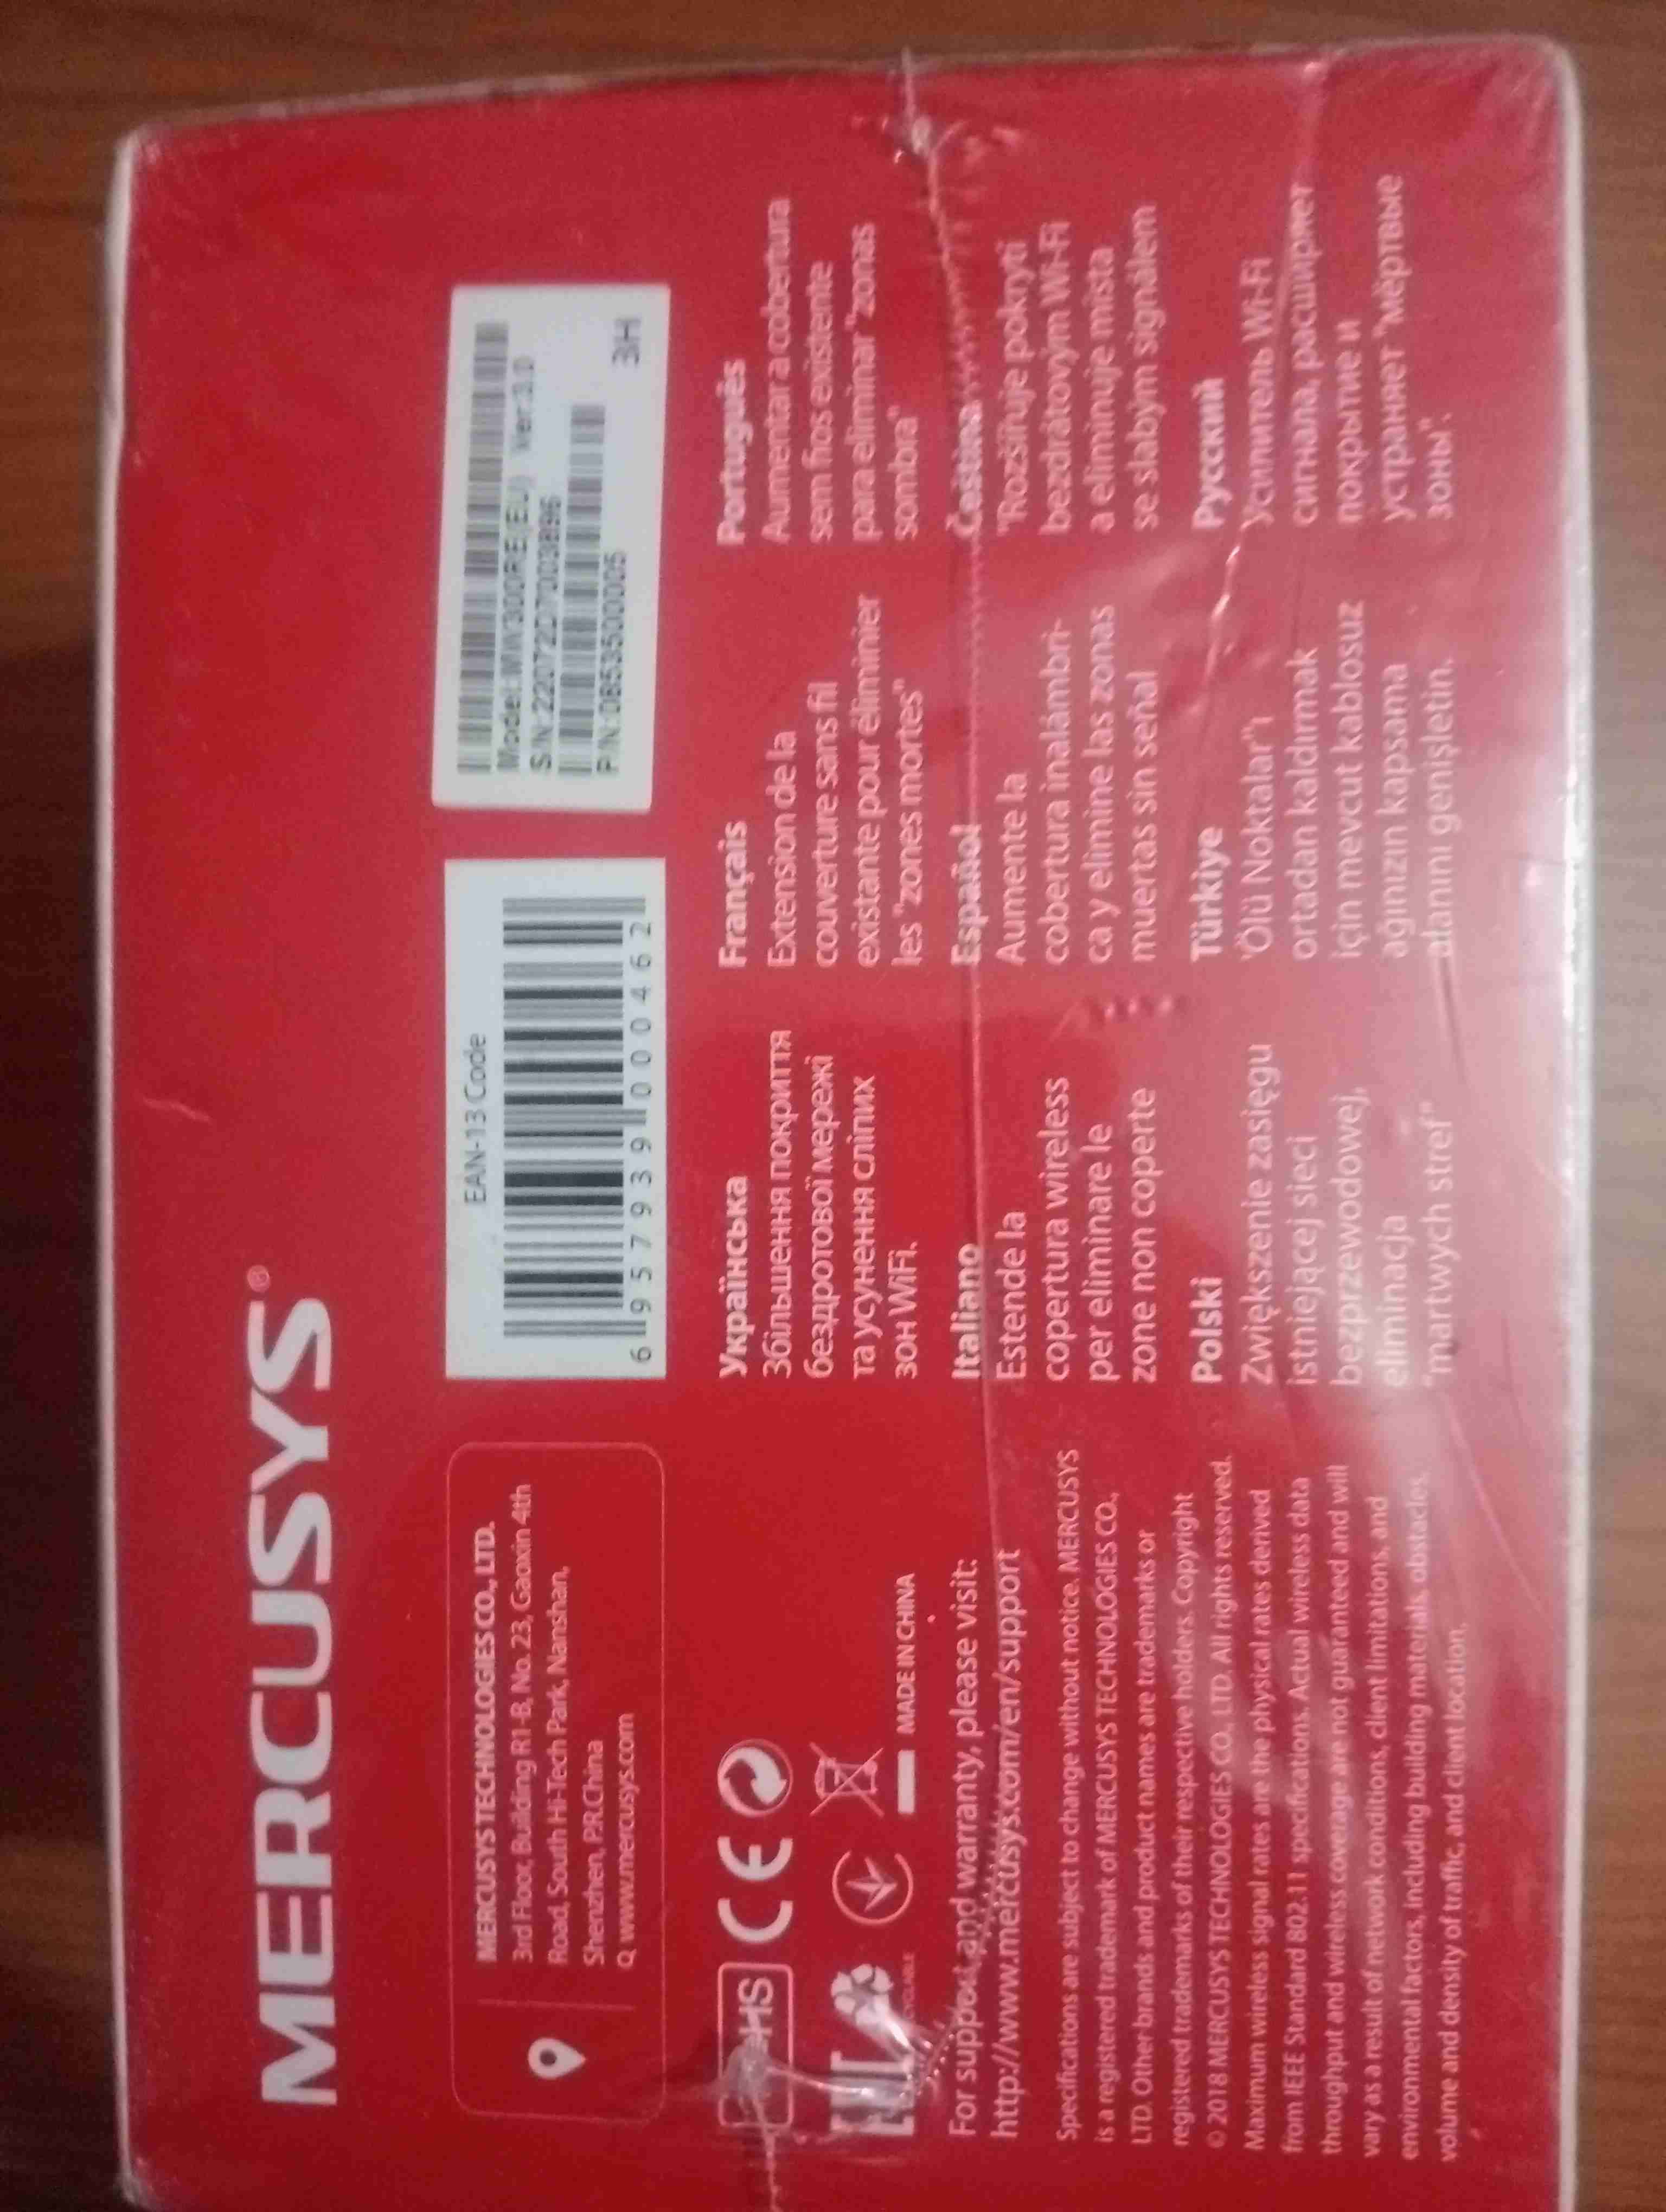 MERCUSYS®
MERCUSYS TECHNOLOGIES CO., LTD.
3rd Floor, Building R1-B, No. 23, Gaoxin 4th
Road, South Hi-Tech Park, Nanshan,
Shenzhen, P.R.China
www.mercusys.com
EAN-13 Code
6957939000462
Model: MW300RE(EU) Ver:3.0
S/N:
P/N: 0853500005
3H
RoHS CE
EAC
MADE IN CHINA
For support and warranty, please visit:
http://www.mercusys.com/en/support
Specifications are subject to change without notice. MERCUSYS
is a registered trademark of MERCUSYS TECHNOLOGIES CO.,
LTD. Other brands and product names are trademarks or
registered trademarks of their respective holders. Copyright
© 2018 MERCUSYS TECHNOLOGIES CO., LTD. All rights reserved.
Maximum wireless signal rates are the physical rates derived
from IEEE Standard 802.11 specifications. Actual wireless data
throughput and wireless coverage are not guaranteed and will
vary as a result of network conditions, client limitations, and
environmental factors, including building materials, obstacles,
volume and density of traffic, and client location.
Українська
Збільшення покриття
бездротової мережі
та усунення сліпих
зон WiFi.
Français
Extension de la
couverture sans fil
existante pour éliminier
les "zones mortes"
Português
Aumentar a cobertura
sem fios existente
para eliminar "zonas
sombra"
Italiano
Estende la
copertura wireless
per eliminare le
zone non coperte
Español
Aumente la
cobertura inalámbri-
ca y elimine las zonas
muertas sin señal
Čeština
"Rozšiřuje pokrytí
bezdrátovým Wi-Fi
a eliminuje místa
se slabým signálem
Polski
Zwiększenie zasięgu
istniejącej sieci
bezprzewodowej,
eliminacja
"martwych stref"
Türkiye
'Ölü Noktalar'ı
ortadan kaldırmak
için mevcut kablosuz
ağınızın kapsama
alanını genişletin.
Русский
Усилитель Wi-Fi
сигнала, расширяет
покрытие и
устраняет "мёртвые
зоны".